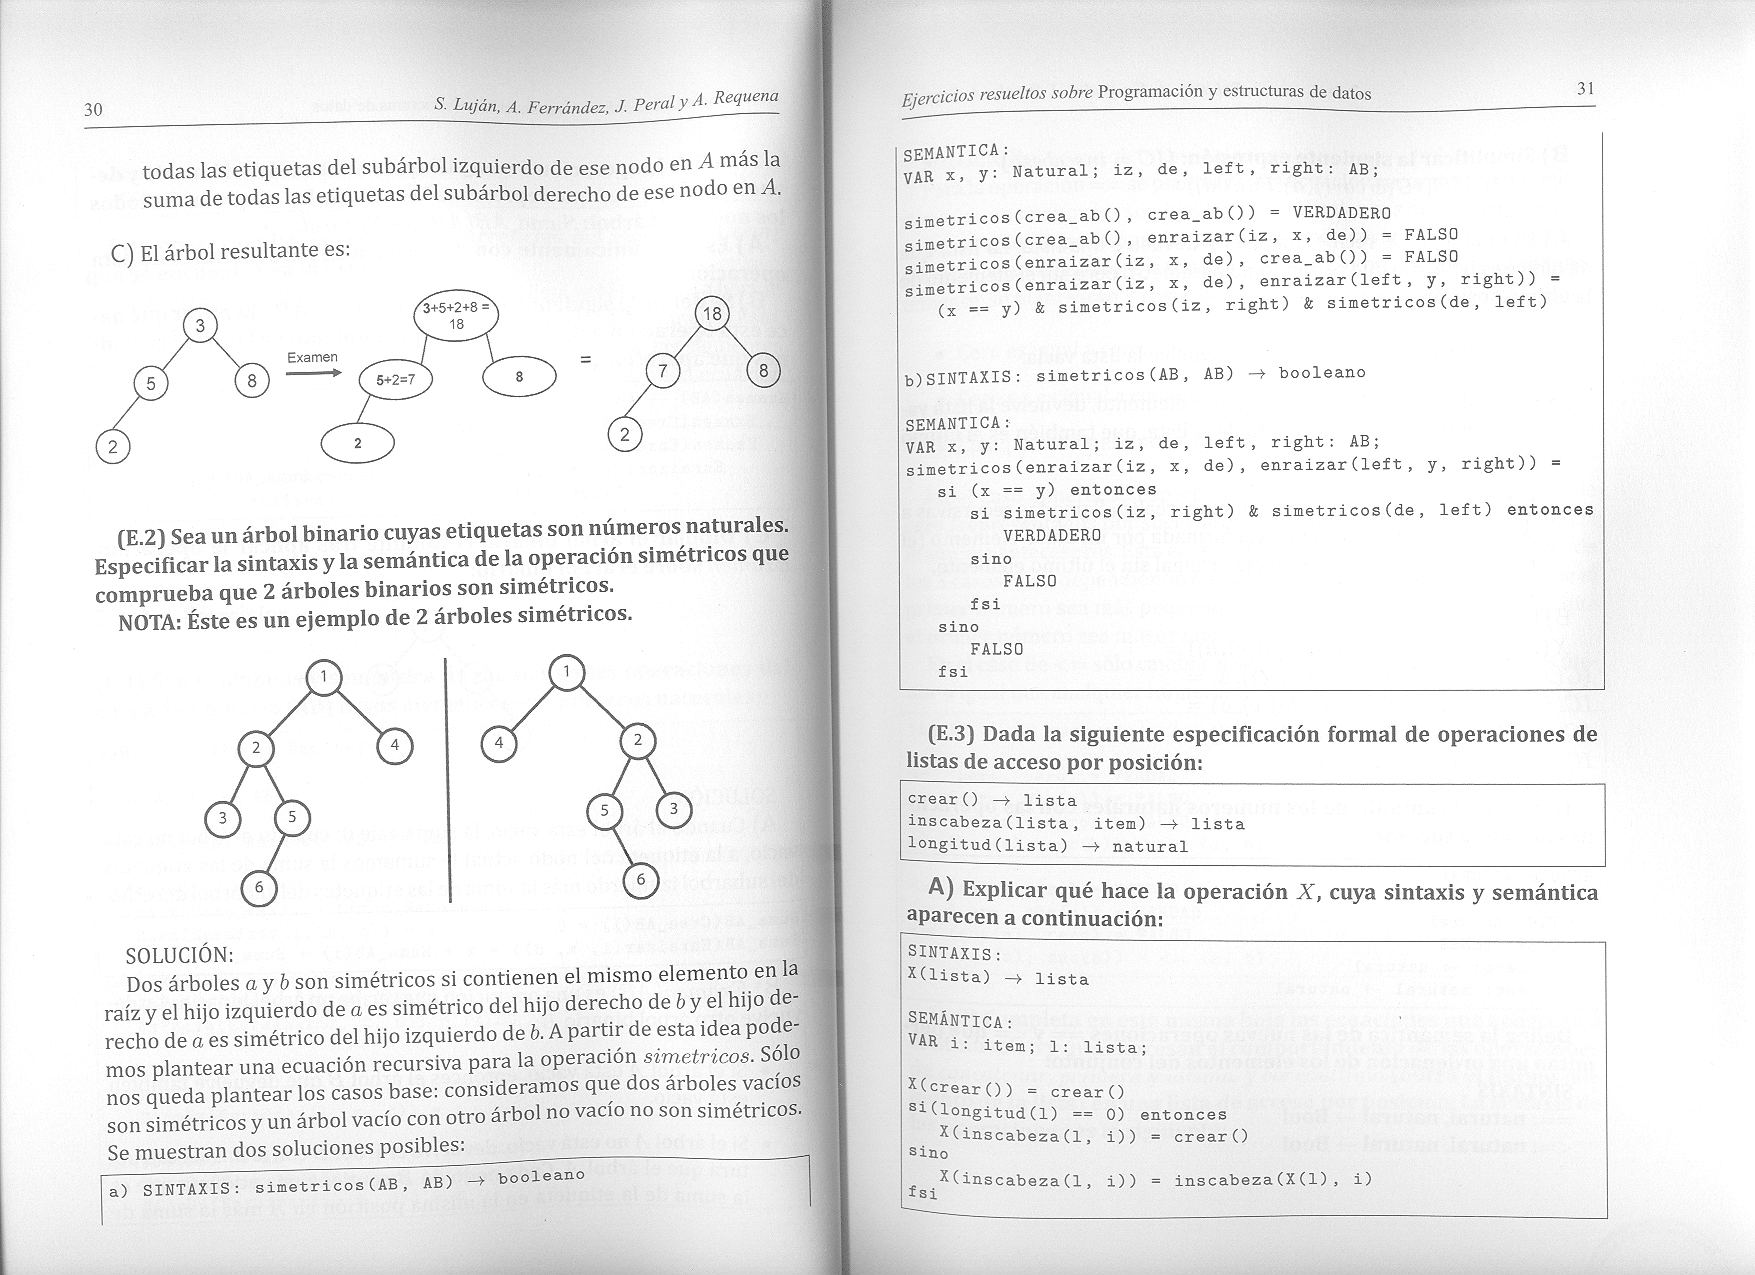 30
S. Luján, A. Ferrández, J. Peral y A. Requena
todas las etiquetas del subárbol izquierdo de ese nodo en A más la
suma de todas las etiquetas del subárbol derecho de ese nodo en A.
C) El árbol resultante es:
3
5
8
2
Examen
3+5+2+8 =
18
5+2=7
8
2
=
18
7
8
2
(E.2) Sea un árbol binario cuyas etiquetas son números naturales.
Especificar la sintaxis y la semántica de la operación simétricos que
comprueba que 2 árboles binarios son simétricos.
NOTA: Éste es un ejemplo de 2 árboles simétricos.
1
2
4
3
5
6
1
4
2
5
3
6
SOLUCIÓN:
Dos árboles a y b son simétricos si contienen el mismo elemento en la
raíz y el hijo izquierdo de a es simétrico del hijo derecho de b y el hijo de-
recho de a es simétrico del hijo izquierdo de b. A partir de esta idea pode-
mos plantear una ecuación recursiva para la operación simetricos. Sólo
nos queda plantear los casos base: consideramos que dos árboles vacíos
son simétricos y un árbol vacío con otro árbol no vacío no son simétricos.
Se muestran dos soluciones posibles:
a) SINTAXIS: simetricos(AB, AB) → booleano
Ejercicios resueltos sobre Programación y estructuras de datos
31
SEMANTICA:
VAR x, y: Natural; iz, de, left, right: AB;
simetricos(crea_ab(), crea_ab()) = VERDADERO
simetricos(crea_ab(), enraizar(iz, x, de)) = FALSO
simetricos(enraizar(iz, x, de), crea_ab()) = FALSO
simetricos(enraizar(iz, x, de), enraizar(left, y, right)) =
(x == y) & simetricos(iz, right) & simetricos(de, left)
b)SINTAXIS: simetricos(AB, AB) → booleano
SEMANTICA:
VAR x, y: Natural; iz, de, left, right: AB;
simetricos(enraizar(iz, x, de), enraizar(left, y, right)) =
si (x == y) entonces
si simetricos(iz, right) & simetricos(de, left) entonces
VERDADERO
sino
FALSO
fsi
sino
FALSO
fsi
(E.3) Dada la siguiente especificación formal de operaciones de
listas de acceso por posición:
crear() → lista
inscabeza(lista, item) → lista
longitud(lista) → natural
A) Explicar qué hace la operación X, cuya sintaxis y semántica
aparecen a continuación:
SINTAXIS:
X(lista) → lista
SEMÁNTICA:
VAR i: item; l: lista;
X(crear()) = crear()
si(longitud(l) == 0) entonces
X(inscabeza(l, i)) = crear()
sino
X(inscabeza(l, i)) = inscabeza(X(l), i)
fsi